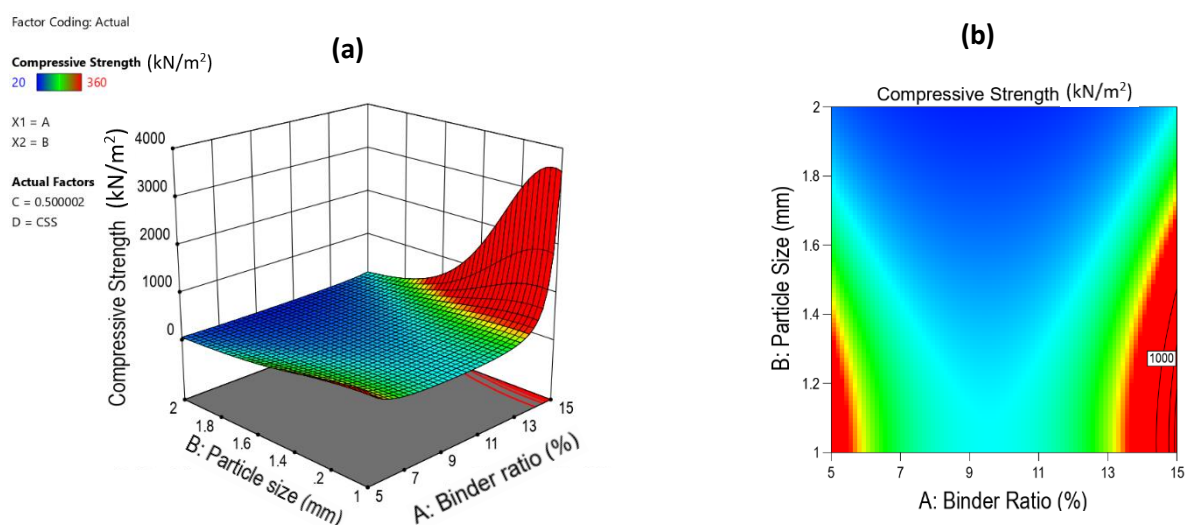 Factor Coding: Actual
Compressive Strength (kN/m²)
20 360
X1 = A
X2 = B
Actual Factors
C = 0.500002
D = CSS
(a)
Compressive Strength (kN/m²)
4000
3000
2000
1000
0
2
1.8
1.6
1.4
.2
1
B: Particle size (mm)
5
7
9
11
13
15
A: Binder ratio (%)
(b)
Compressive Strength (kN/m²)
B: Particle Size (mm)
2
1.8
1.6
1.4
1.2
1
1000
5 7 9 11 13 15
A: Binder Ratio (%)